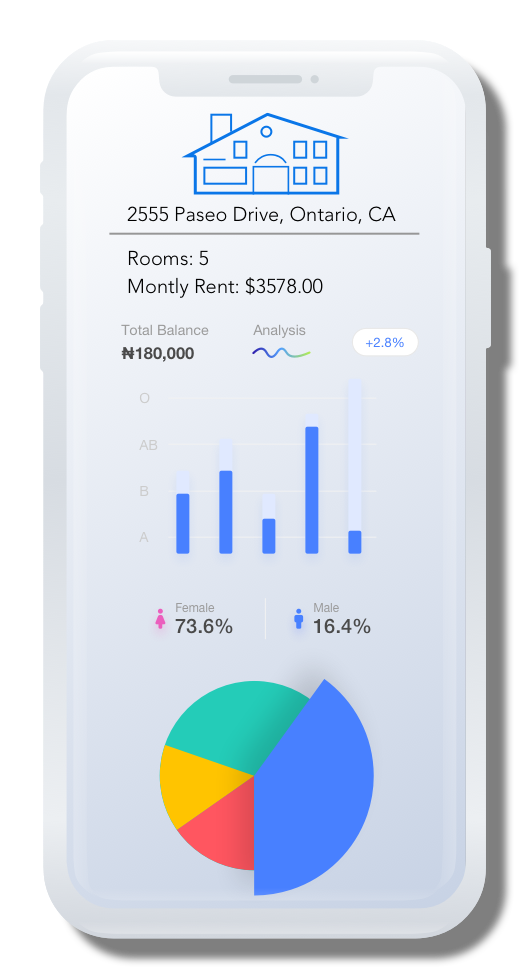 2555 Paseo Drive, Ontario, CA
Rooms: 5
Montly Rent: $3578.00
Total Balance
₦180,000
Analysis
+2.8%
O
AB
B
A
Female
73.6%
Male
16.4%